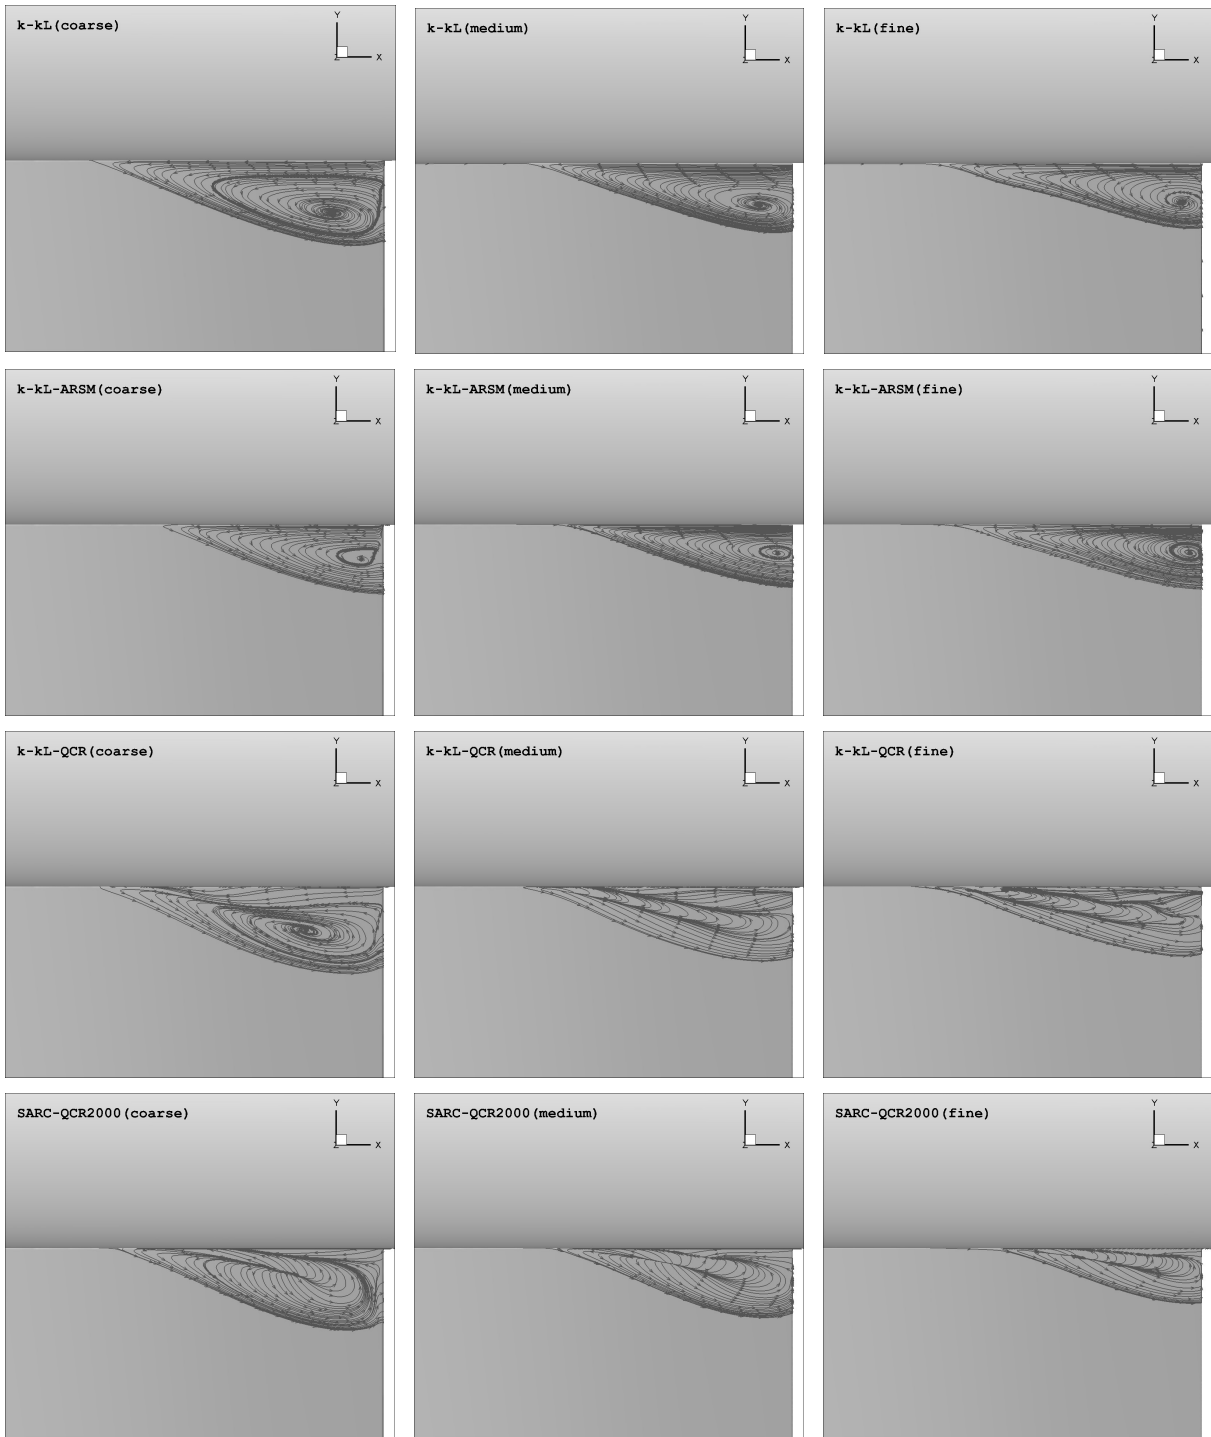 k-kL(coarse)
Y
X
Z
k-kL(medium)
Y
X
Z
k-kL(fine)
Y
X
Z
k-kL-ARSM(coarse)
Y
X
Z
k-kL-ARSM(medium)
Y
X
Z
k-kL-ARSM(fine)
Y
X
Z
k-kL-QCR(coarse)
Y
X
Z
k-kL-QCR(medium)
Y
X
Z
k-kL-QCR(fine)
Y
X
Z
SARC-QCR2000(coarse)
Y
X
Z
SARC-QCR2000(medium)
Y
X
Z
SARC-QCR2000(fine)
Y
X
Z